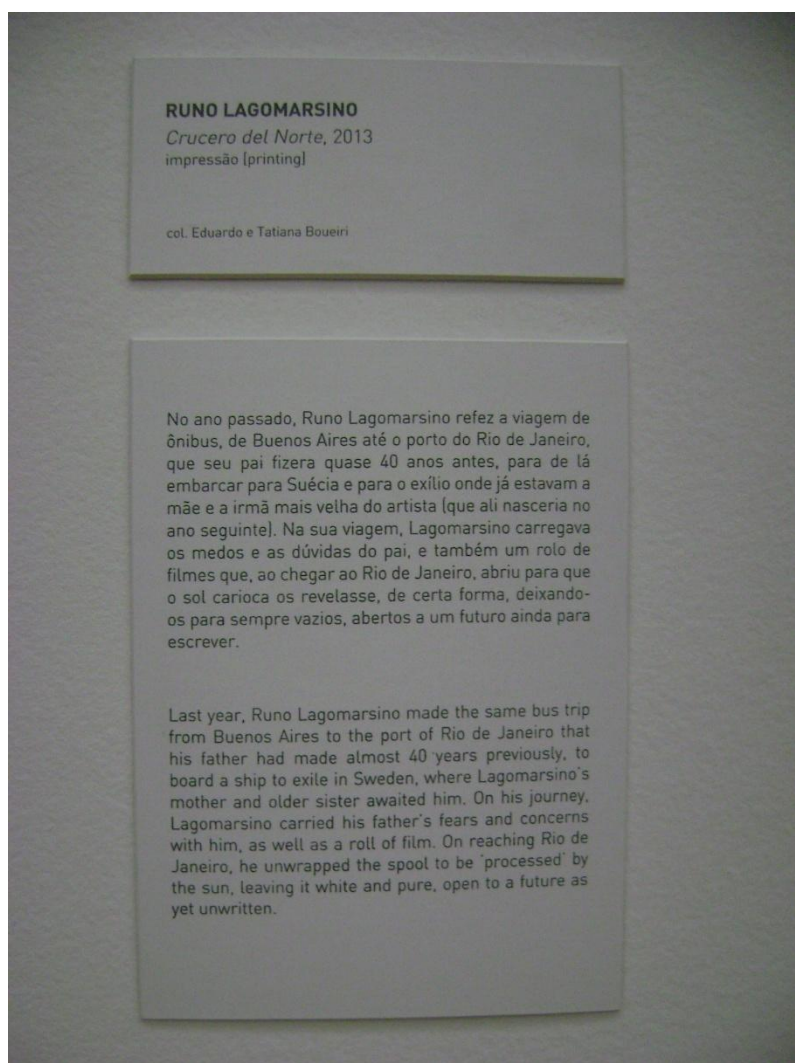 RUNO LAGOMARSINO
Crucero del Norte, 2013
impressão [printing]
col. Eduardo e Tatiana Boueiri
No ano passado, Runo Lagomarsino refez a viagem de
ônibus, de Buenos Aires até o porto do Rio de Janeiro,
que seu pai fizera quase 40 anos antes, para de lá
embarcar para Suécia e para o exílio onde já estavam a
mãe e a irmã mais velha do artista (que ali nasceria no
ano seguinte). Na sua viagem, Lagomarsino carregava
os medos e as dúvidas do pai, e também um rolo de
filmes que, ao chegar ao Rio de Janeiro, abriu para que
o sol carioca os revelasse, de certa forma, deixando-
os para sempre vazios, abertos a um futuro ainda para
escrever.
Last year, Runo Lagomarsino made the same bus trip
from Buenos Aires to the port of Rio de Janeiro that
his father had made almost 40 years previously, to
board a ship to exile in Sweden, where Lagomarsino's
mother and older sister awaited him. On his journey,
Lagomarsino carried his father's fears and concerns
with him, as well as a roll of film. On reaching Rio de
Janeiro, he unwrapped the spool to be 'processed' by
the sun, leaving it white and pure, open to a future as
yet unwritten.